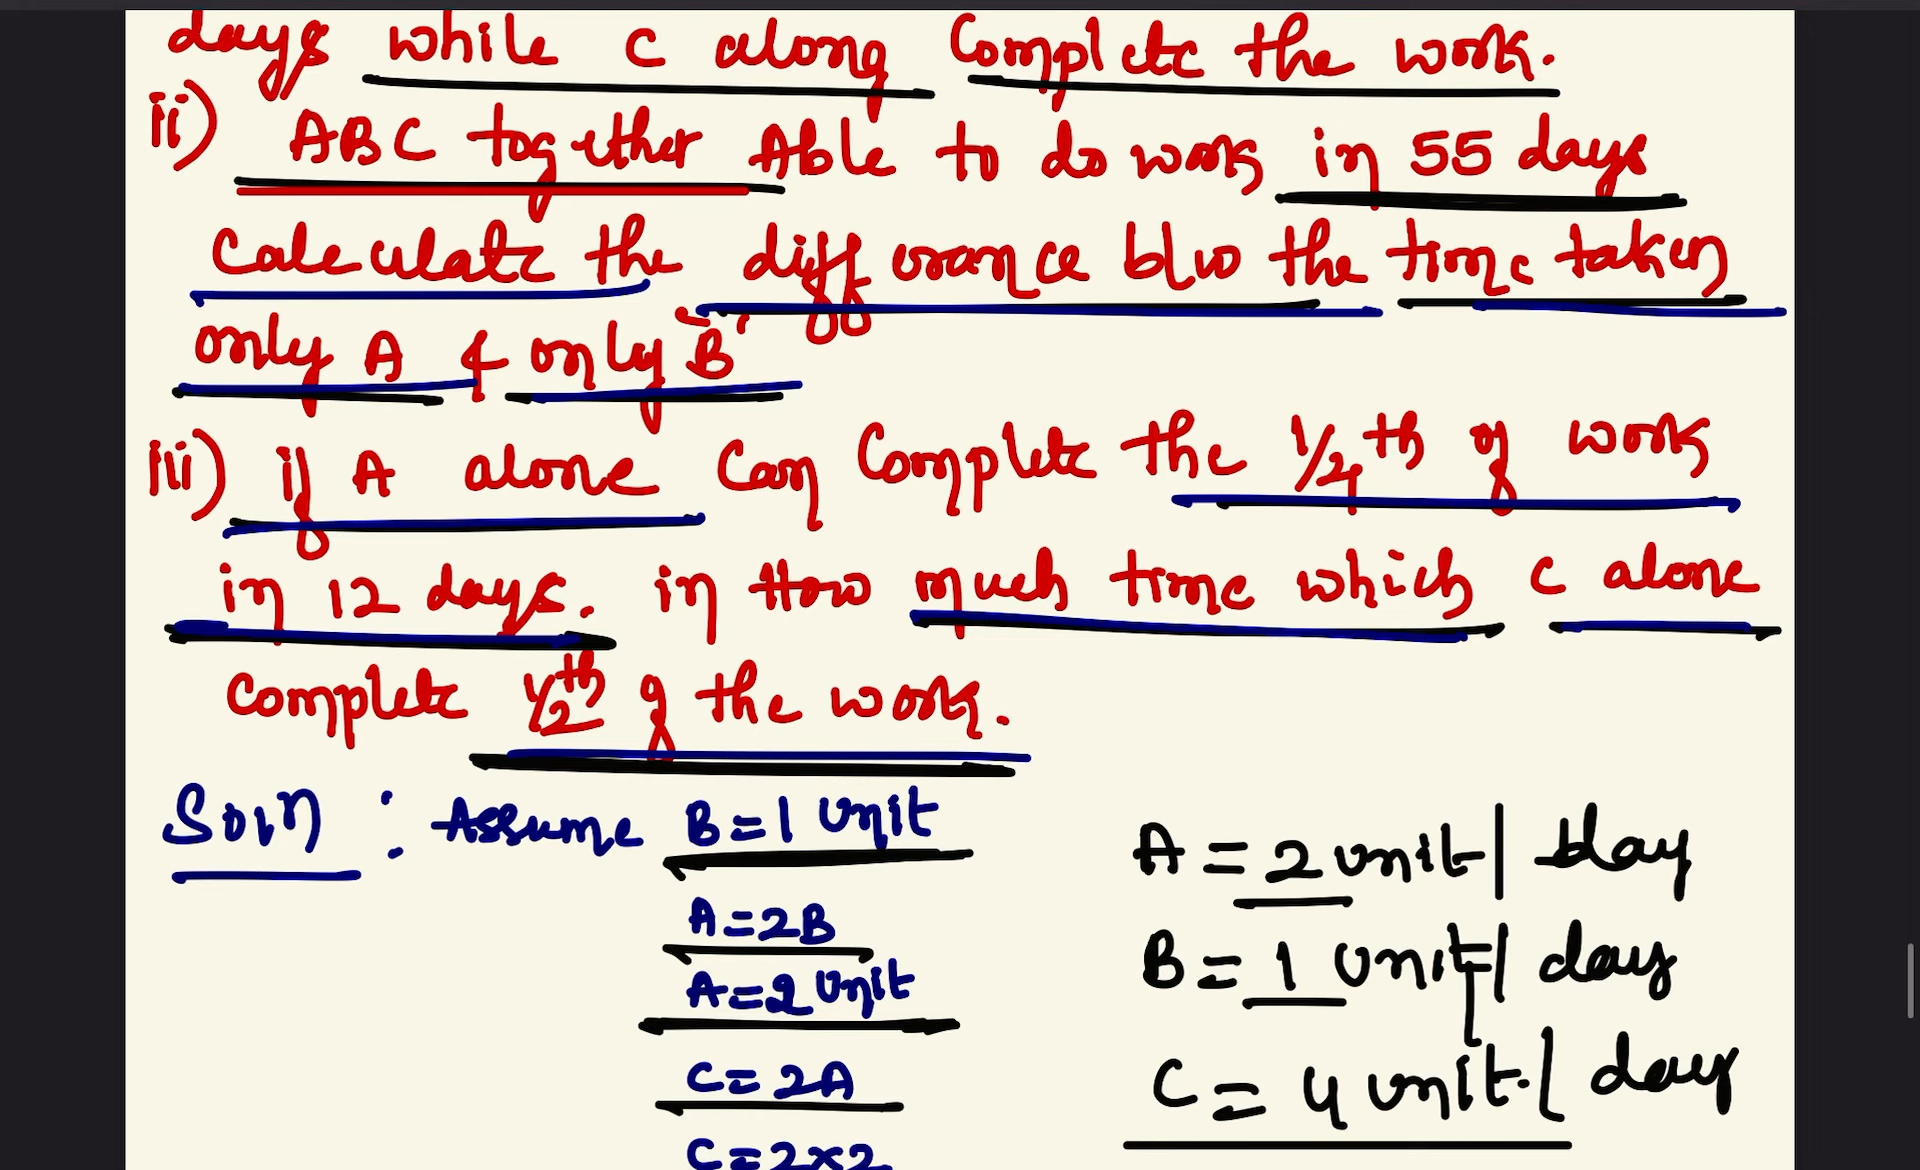 days while C along Complete the work.
ii) ABC together Able to do work in 55 days
Calculate the differance b/w the time taken
only A & only B
iii) if A alone Can Complete the 1/4th of work
in 12 days. in How much time which C alone
Complete 1/2th of the work.
Soln : Assume B=1 Unit
A=2B
A=2 Unit
C=2A
C=2×2
A = 2 unit/day
B = 1 Unit/day
C = 4 unit/day